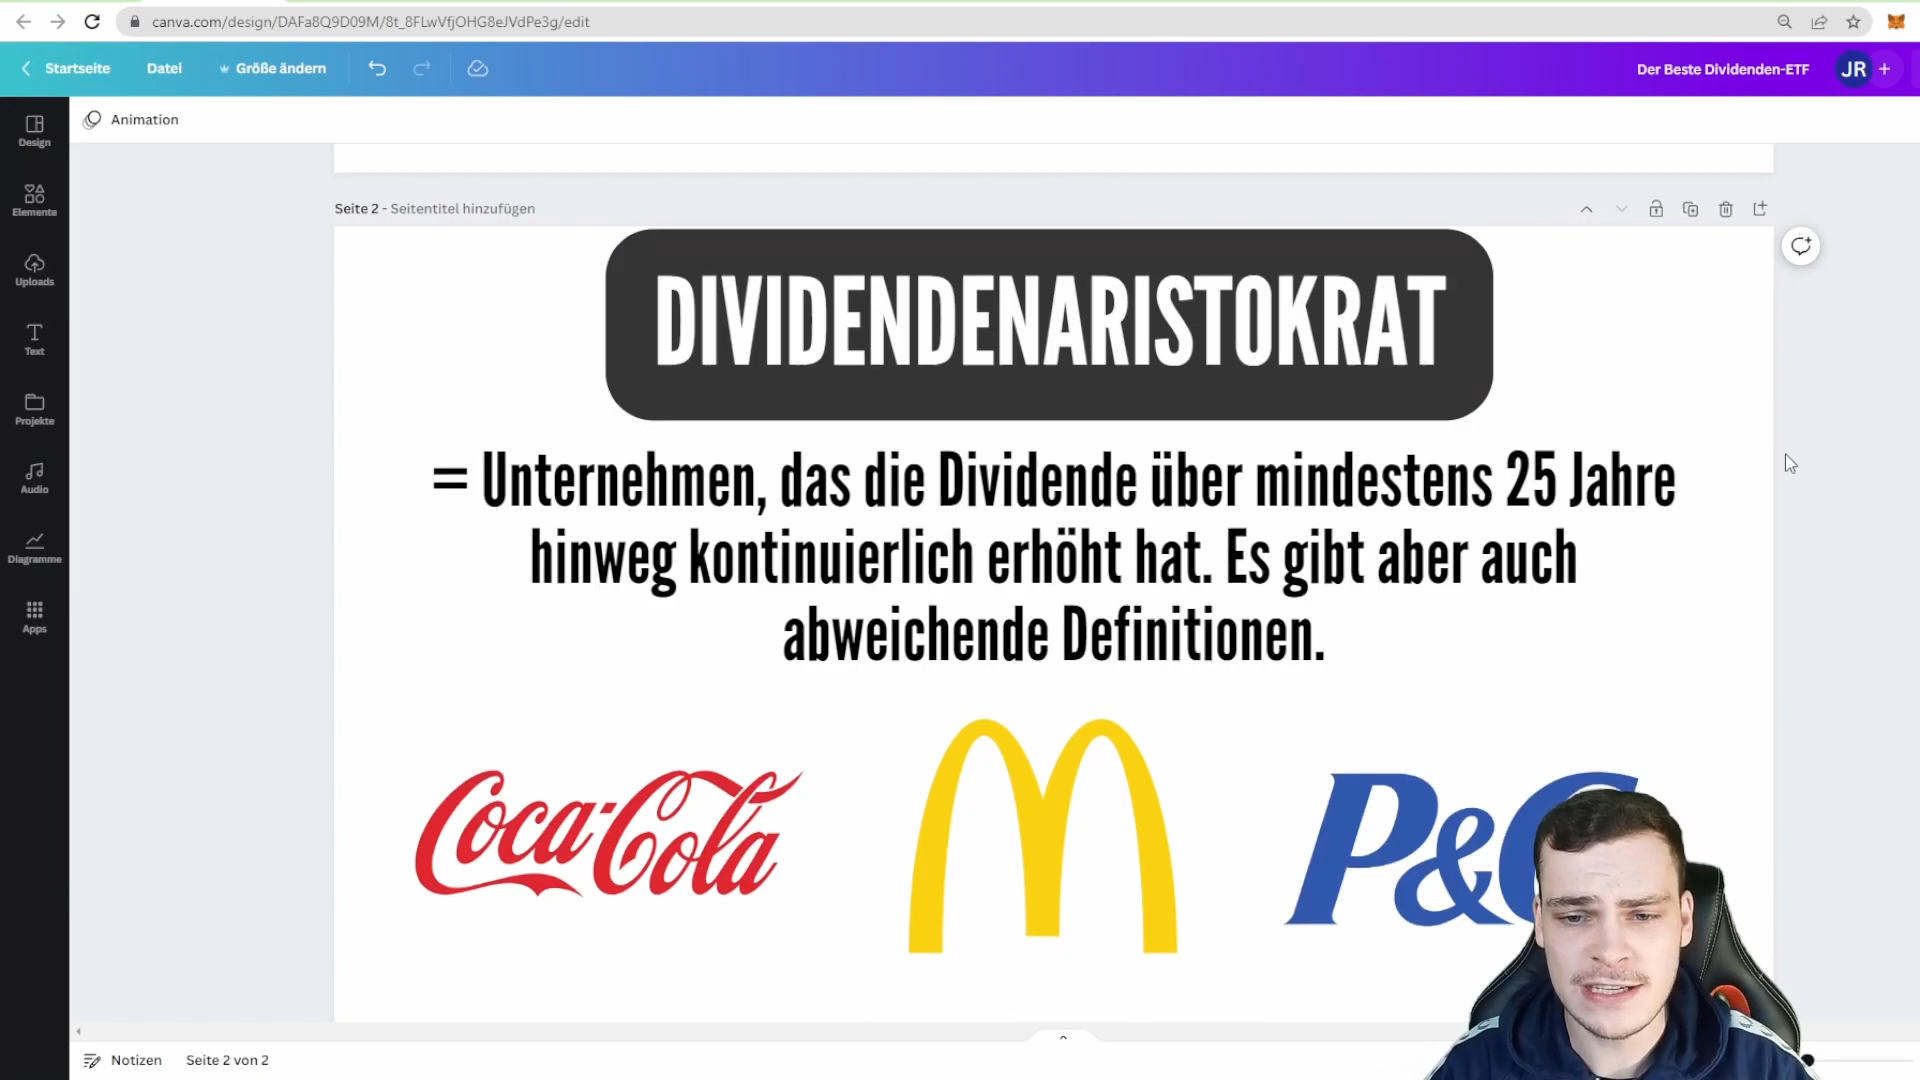 canva.com/design/DAFa8Q9D09M/8t_8FLwVfjOHG8eJVdPe3g/edit
Startseite Datei Größe ändern Der Beste Dividenden-ETF JR +
Design
Elemente
Uploads
Text
Projekte
Audio
Diagramme
Apps
Animation
Seite 2 - Seitentitel hinzufügen
DIVIDENDENARISTOKRAT
= Unternehmen, das die Dividende über mindestens 25 Jahre
hinweg kontinuierlich erhöht hat. Es gibt aber auch
abweichende Definitionen.
Coca-Cola M P&G
Notizen Seite 2 von 2